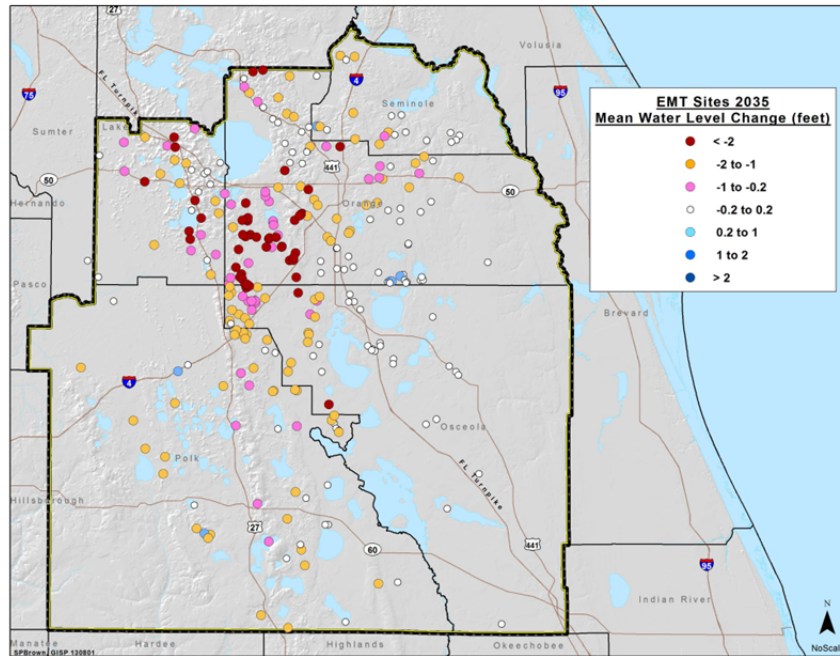 27
Volusia
FL Turnpike
4
95
75
Seminole
EMT Sites 2035
Mean Water Level Change (feet)
< -2
-2 to -1
-1 to -0.2
-0.2 to 0.2
0.2 to 1
1 to 2
> 2
Sumter
Lake
441
50
50
Hernando
Orange
Pasco
Brevard
4
Osceola
Polk
FL Turnpike
Hillsborough
27
441
60
95
Indian River
N
NoScale
Manatee
Hardee
Highlands
Okeechobee
SPBrown, GISP 130801